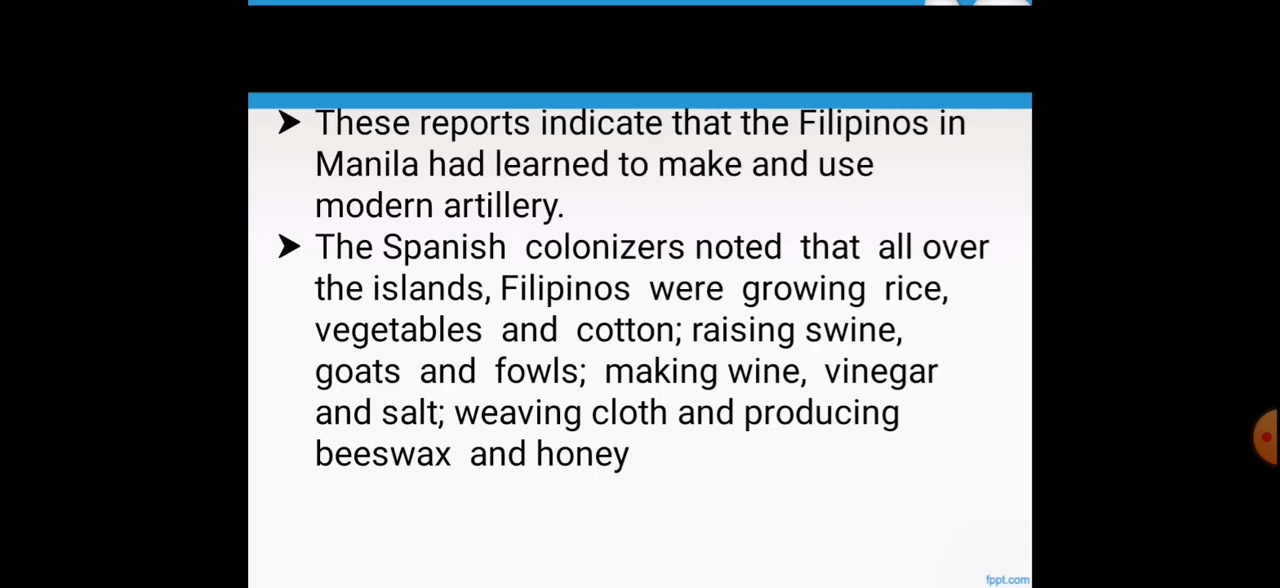 ➤ These reports indicate that the Filipinos in
Manila had learned to make and use
modern artillery.
➤ The Spanish colonizers noted that all over
the islands, Filipinos were growing rice,
vegetables and cotton; raising swine,
goats and fowls; making wine, vinegar
and salt; weaving cloth and producing
beeswax and honey
fppt.com